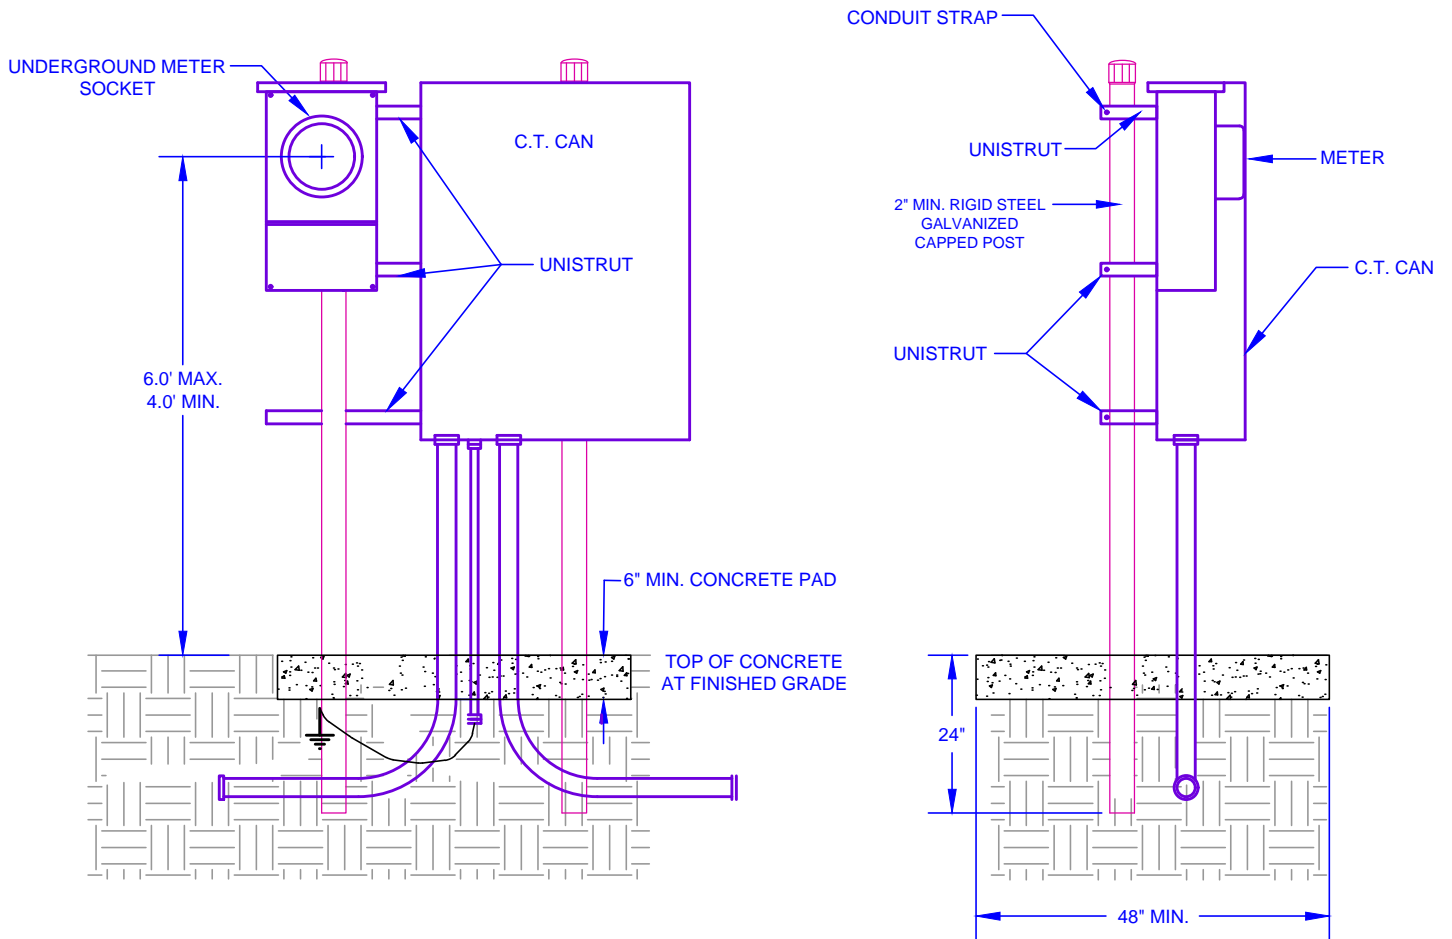 UNDERGROUND METER
SOCKET
C.T. CAN
UNISTRUT
6.0' MAX.
4.0' MIN.
6" MIN. CONCRETE PAD
TOP OF CONCRETE
AT FINISHED GRADE
CONDUIT STRAP
UNISTRUT
METER
2" MIN. RIGID STEEL
GALVANIZED
CAPPED POST
C.T. CAN
UNISTRUT
24"
48" MIN.